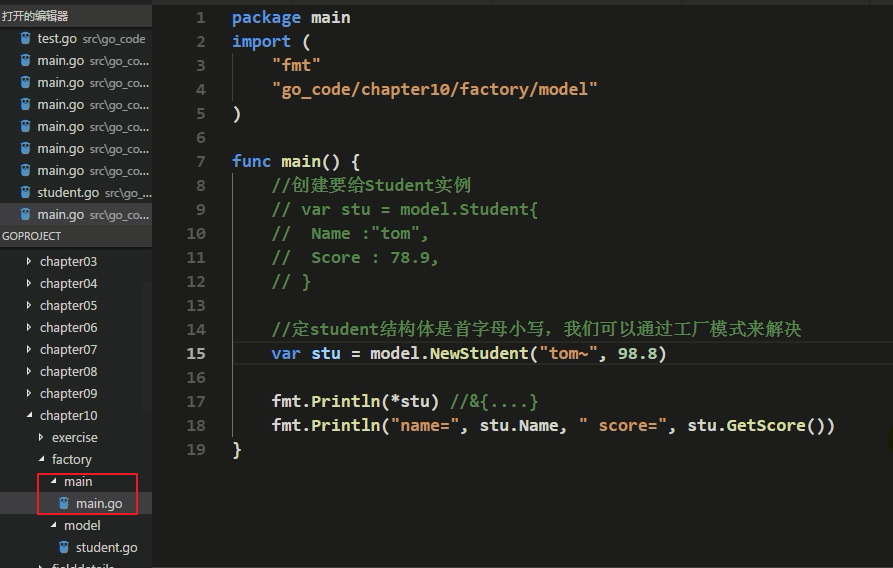 打开的编辑器
test.go src\go_code
main.go src\go_co...
main.go src\go_co...
main.go src\go_co...
main.go src\go_co...
main.go src\go_co...
main.go src\go_co...
student.go src\go_...
main.go src\go_co...
GOPROJECT
chapter03
chapter04
chapter05
chapter06
chapter07
chapter08
chapter09
chapter10
exercise
factory
main
main.go
model
student.go
1 package main
2 import (
3 "fmt"
4 "go_code/chapter10/factory/model"
5 )
6
7 func main() {
8 //创建要给Student实例
9 // var stu = model.Student{
10 // Name :"tom",
11 // Score : 78.9,
12 // }
13
14 //定student结构体是首字母小写，我们可以通过工厂模式来解决
15 var stu = model.NewStudent("tom~", 98.8)
16
17 fmt.Println(*stu) //&{....}
18 fmt.Println("name=", stu.Name, " score=", stu.GetScore())
19 }